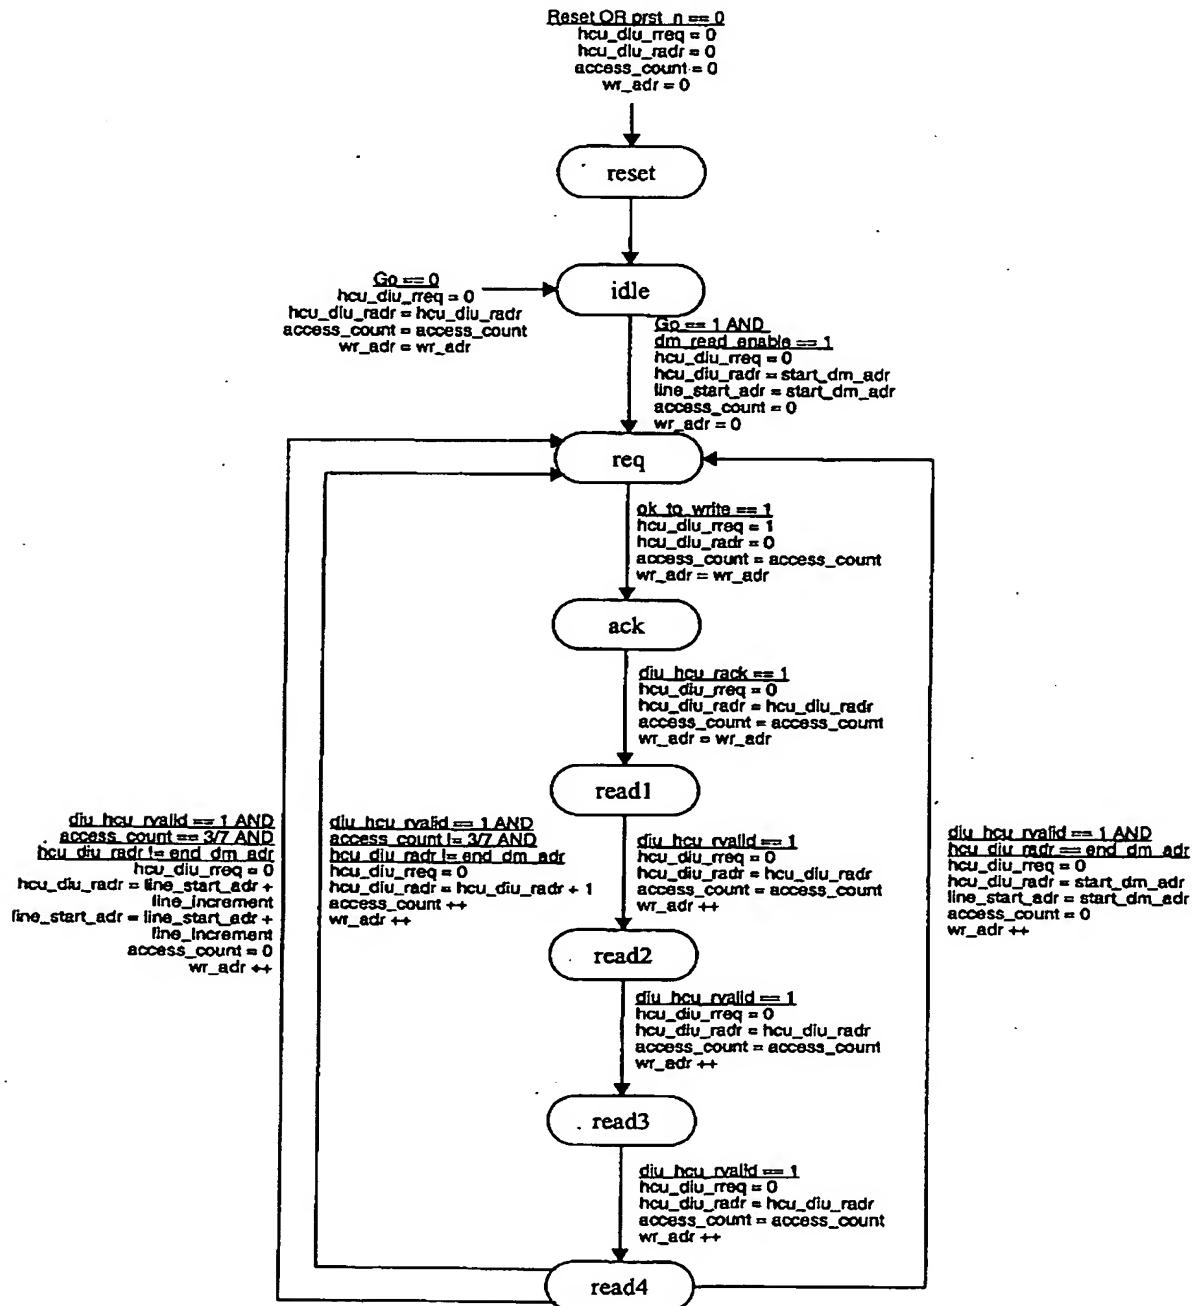 Reset OR prst_n == 0
hcu_diu_rreq = 0
hcu_diu_radr = 0
access_count = 0
wr_adr = 0
reset
Go == 0
hcu_diu_rreq = 0
hcu_diu_radr = hcu_diu_radr
access_count = access_count
wr_adr = wr_adr
idle
Go == 1 AND
dm_read_enable == 1
hcu_diu_rreq = 0
hcu_diu_radr = start_dm_adr
line_start_adr = start_dm_adr
access_count = 0
wr_adr = 0
req
ok_to_write == 1
hcu_diu_rreq = 1
hcu_diu_radr = 0
access_count = access_count
wr_adr = wr_adr
ack
diu_hcu_rack == 1
hcu_diu_rreq = 0
hcu_diu_radr = hcu_diu_radr
access_count = access_count
wr_adr = wr_adr
read1
diu_hcu_rvalid == 1 AND
access_count == 3/7 AND
hcu_diu_radr != end_dm_adr
hcu_diu_rreq = 0
hcu_diu_radr = line_start_adr +
line_increment
line_start_adr = line_start_adr +
line_increment
access_count = 0
wr_adr ++
diu_hcu_rvalid == 1 AND
access_count != 3/7 AND
hcu_diu_radr != end_dm_adr
hcu_diu_rreq = 0
hcu_diu_radr = hcu_diu_radr + 1
access_count ++
wr_adr ++
diu_hcu_rvalid == 1
hcu_diu_rreq = 0
hcu_diu_radr = hcu_diu_radr
access_count = access_count
wr_adr ++
diu_hcu_rvalid == 1 AND
hcu_diu_radr == end_dm_adr
hcu_diu_rreq = 0
hcu_diu_radr = start_dm_adr
line_start_adr = start_dm_adr
access_count = 0
wr_adr ++
read2
diu_hcu_rvalid == 1
hcu_diu_rreq = 0
hcu_diu_radr = hcu_diu_radr
access_count = access_count
wr_adr ++
read3
diu_hcu_rvalid == 1
hcu_diu_rreq = 0
hcu_diu_radr = hcu_diu_radr
access_count = access_count
wr_adr ++
read4